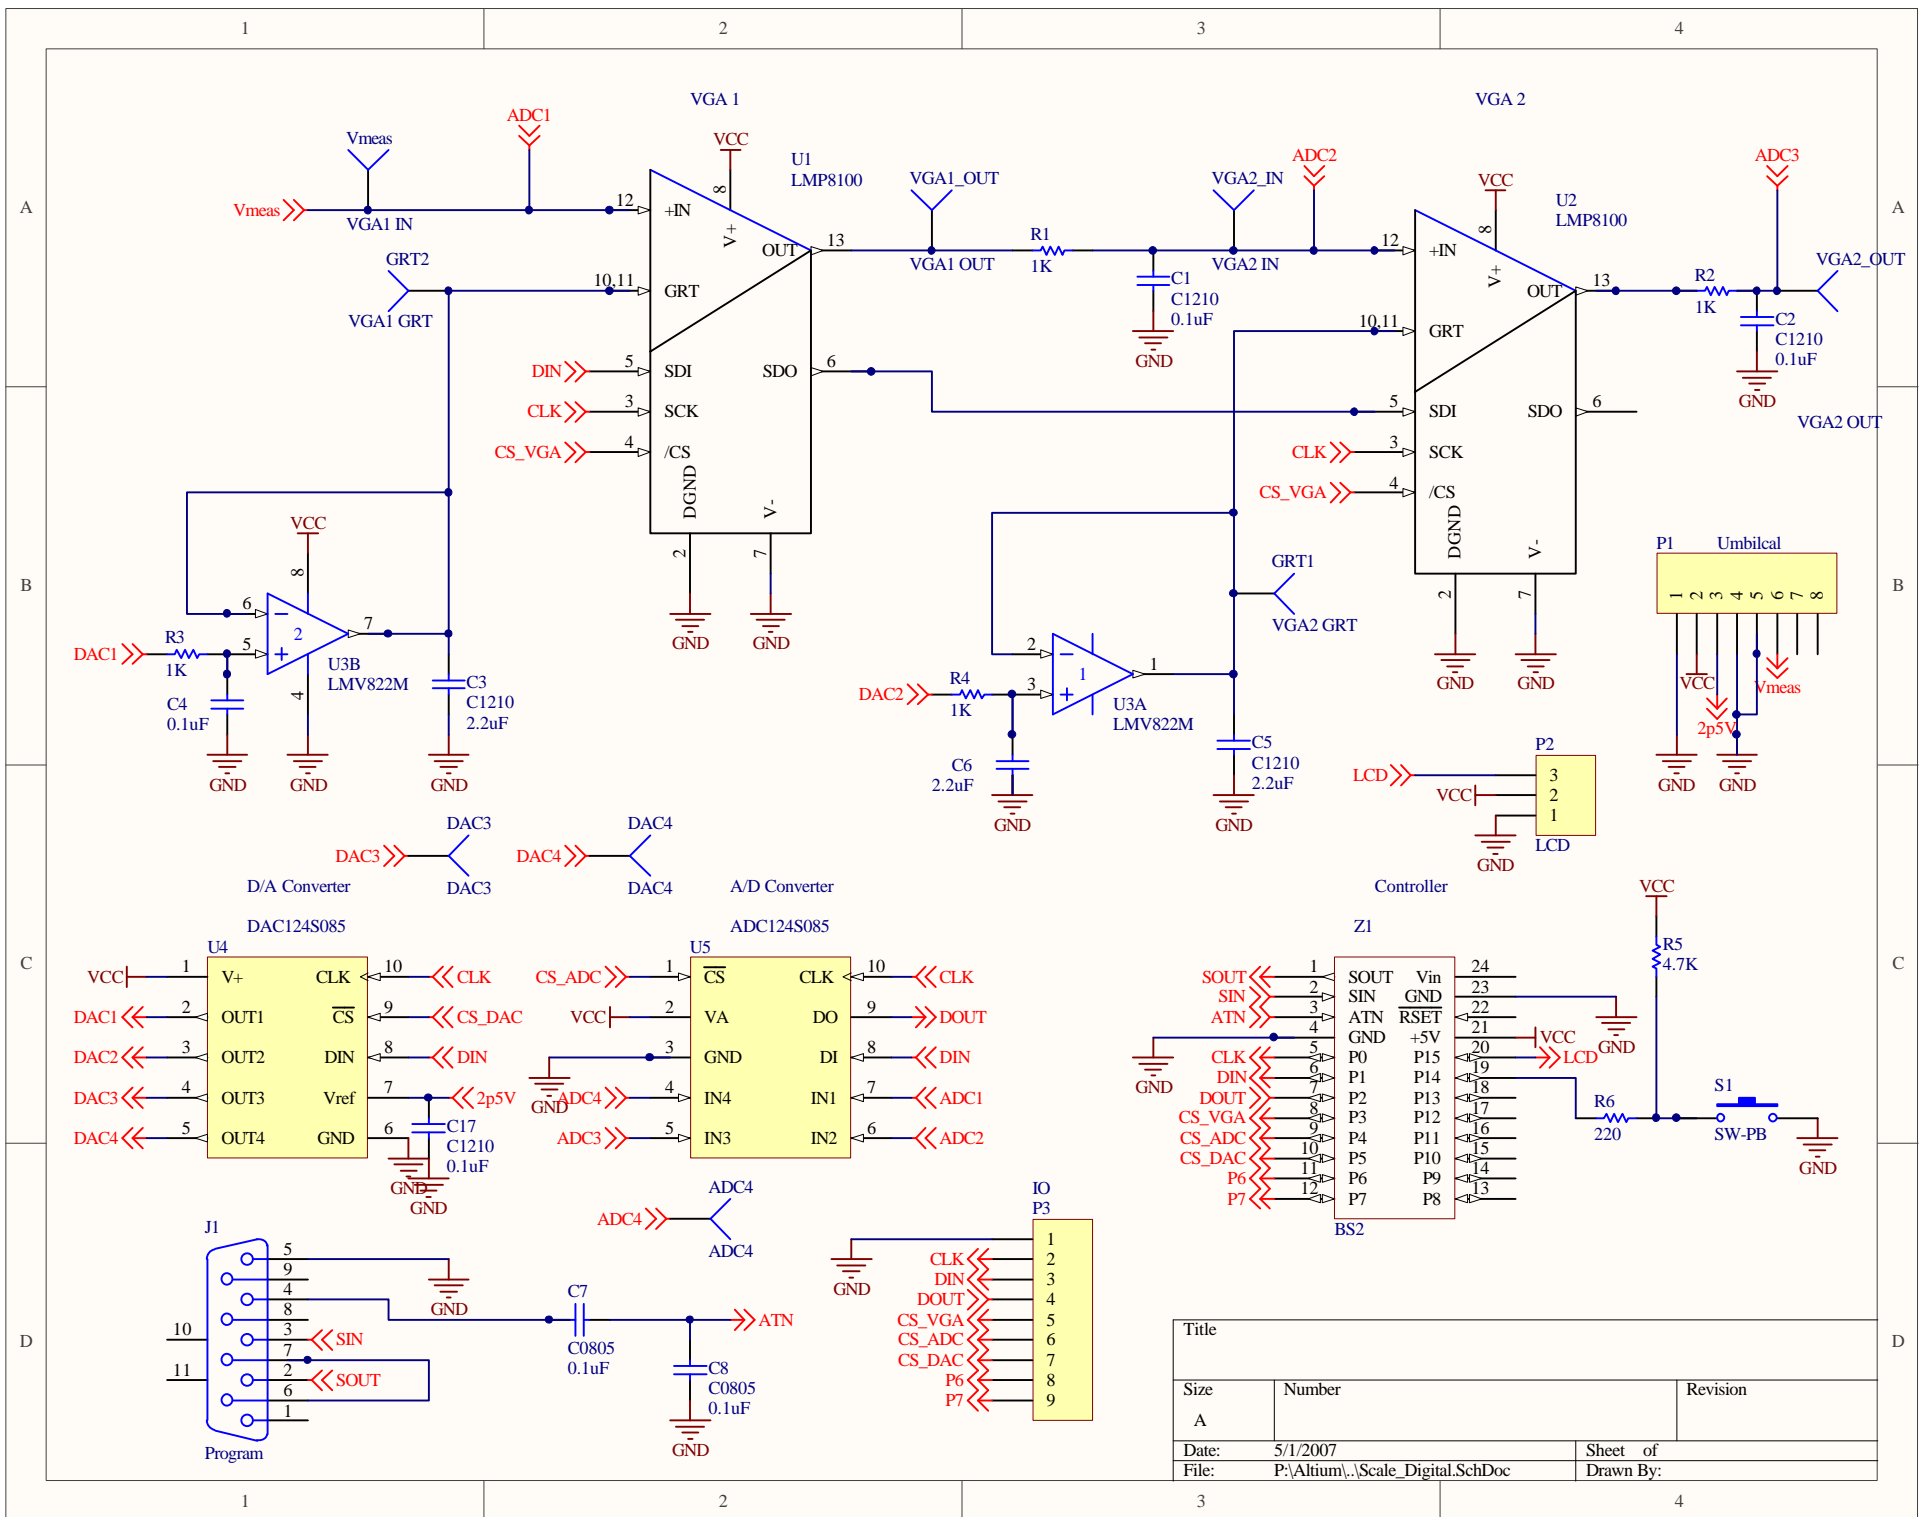 1 2 3 4
A
B
C
D
A
B
C
D
VGA 1
VGA 2
Vmeas
ADC1
VCC
8
U1
LMP8100
Vmeas
VGA1 IN
12
+IN
V+
OUT
13
GRT2
10,11
GRT
VGA1 GRT
DIN
5
SDI
SDO
6
CLK
3
SCK
CS_VGA
4
/CS
DGND
V-
2
7
GND
GND
VGA1_OUT
VGA1 OUT
R1
1K
VGA2_IN
VGA2 IN
ADC2
C1
C1210
0.1uF
GND
VCC
8
U2
LMP8100
12
+IN
V+
OUT
13
10,11
GRT
5
SDI
SDO
6
CLK
3
SCK
CS_VGA
4
/CS
DGND
V-
2
7
GND
GND
ADC3
R2
1K
VGA2_OUT
C2
C1210
0.1uF
GND
VGA2 OUT
VCC
8
6
2
7
DAC1
R3
1K
5
4
U3B
LMV822M
C4
0.1uF
C3
C1210
2.2uF
GND
GND
GND
GRT1
VGA2 GRT
2
1
1
DAC2
R4
1K
3
U3A
LMV822M
C6
2.2uF
C5
C1210
2.2uF
GND
GND
P1
Umbilcal
1 2 3 4 5 6 7 8
VCC
Vmeas
2p5V
GND
GND
P2
LCD
3
VCC
2
1
GND
LCD
DAC3
DAC3
DAC3
DAC4
DAC4
DAC4
D/A Converter
DAC124S085
U4
VCC
1
V+
CLK
10
CLK
DAC1
2
OUT1
CS
9
CS_DAC
DAC2
3
OUT2
DIN
8
DIN
DAC3
4
OUT3
Vref
7
2p5V
DAC4
5
OUT4
GND
6
C17
C1210
0.1uF
GND
GND
A/D Converter
ADC124S085
U5
CS_ADC
1
CS
CLK
10
CLK
VCC
2
VA
DO
9
DOUT
3
GND
DI
8
DIN
GND
ADC4
4
IN4
IN1
7
ADC1
ADC3
5
IN3
IN2
6
ADC2
Controller
Z1
SOUT
1
SOUT
Vin
24
SIN
2
SIN
GND
23
ATN
3
ATN
RSET
22
4
GND
+5V
21
VCC
GND
CLK
5
P0
P15
20
LCD
GND
DIN
6
P1
P14
19
DOUT
7
P2
P13
18
CS_VGA
8
P3
P12
17
CS_ADC
9
P4
P11
16
CS_DAC
10
P5
P10
15
P6
11
P6
P9
14
P7
12
P7
P8
13
BS2
VCC
R5
4.7K
R6
220
S1
SW-PB
GND
J1
5
9
4
8
3
SIN
7
2
SOUT
6
1
10
11
Program
GND
C7
C0805
0.1uF
ATN
C8
C0805
0.1uF
GND
ADC4
ADC4
ADC4
IO
P3
1
GND
CLK
2
DIN
3
DOUT
4
CS_VGA
5
CS_ADC
6
CS_DAC
7
P6
8
P7
9
Title
Size
Number
Revision
A
Date:
5/1/2007
Sheet of
File:
P:\Altium\..\Scale_Digital.SchDoc
Drawn By:
1 2 3 4